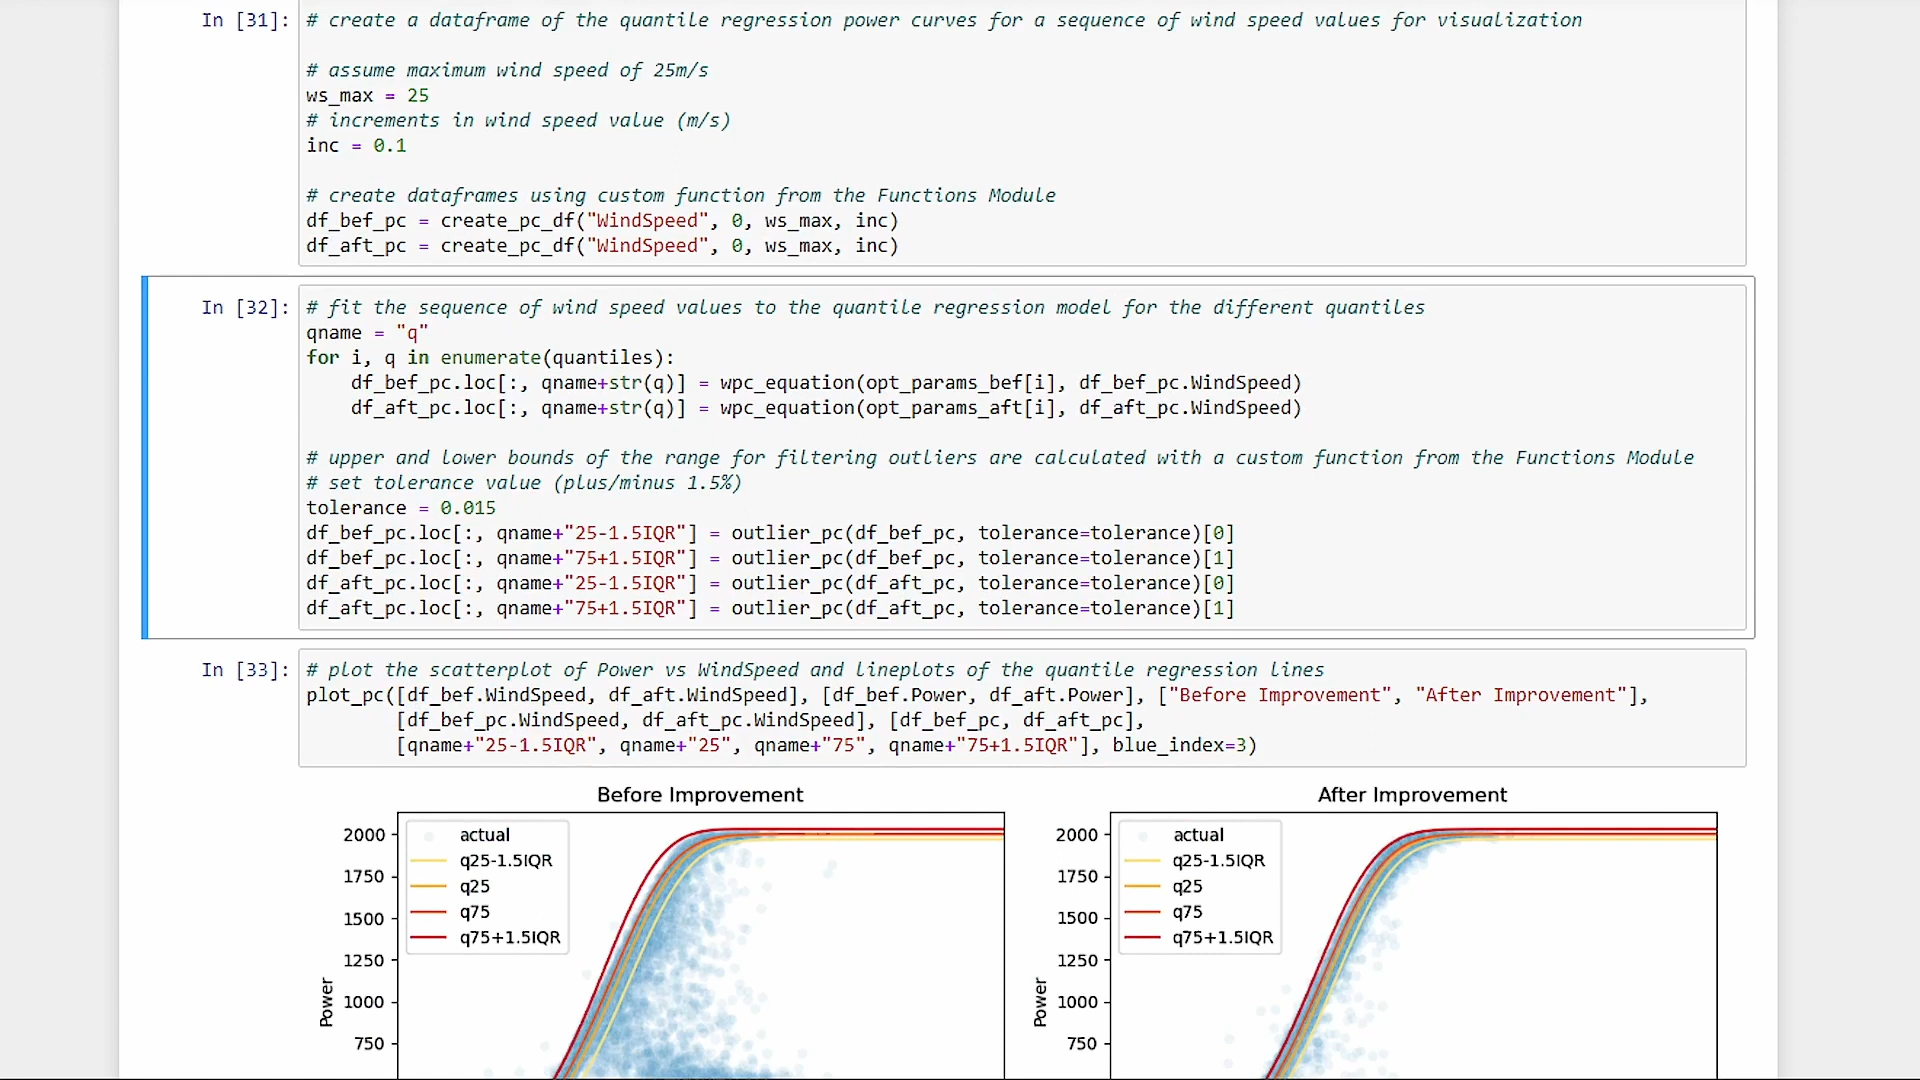 In [31]:
# create a dataframe of the quantile regression power curves for a sequence of wind speed values for visualization
# assume maximum wind speed of 25m/s
ws_max = 25
# increments in wind speed value (m/s)
inc = 0.1
# create dataframes using custom function from the Functions Module
df_bef_pc = create_pc_df("WindSpeed", 0, ws_max, inc)
df_aft_pc = create_pc_df("WindSpeed", 0, ws_max, inc)
In [32]:
# fit the sequence of wind speed values to the quantile regression model for the different quantiles
qname = "q"
for i, q in enumerate(quantiles):
    df_bef_pc.loc[:, qname+str(q)] = wpc_equation(opt_params_bef[i], df_bef_pc.WindSpeed)
    df_aft_pc.loc[:, qname+str(q)] = wpc_equation(opt_params_aft[i], df_aft_pc.WindSpeed)
# upper and lower bounds of the range for filtering outliers are calculated with a custom function from the Functions Module
# set tolerance value (plus/minus 1.5%)
tolerance = 0.015
df_bef_pc.loc[:, qname+"25-1.5IQR"] = outlier_pc(df_bef_pc, tolerance=tolerance)[0]
df_bef_pc.loc[:, qname+"75+1.5IQR"] = outlier_pc(df_bef_pc, tolerance=tolerance)[1]
df_aft_pc.loc[:, qname+"25-1.5IQR"] = outlier_pc(df_aft_pc, tolerance=tolerance)[0]
df_aft_pc.loc[:, qname+"75+1.5IQR"] = outlier_pc(df_aft_pc, tolerance=tolerance)[1]
In [33]:
# plot the scatterplot of Power vs WindSpeed and lineplots of the quantile regression lines
plot_pc([df_bef.WindSpeed, df_aft.WindSpeed], [df_bef.Power, df_aft.Power], ["Before Improvement", "After Improvement"],
        [df_bef_pc.WindSpeed, df_aft_pc.WindSpeed], [df_bef_pc, df_aft_pc],
        [qname+"25-1.5IQR", qname+"25", qname+"75", qname+"75+1.5IQR"], blue_index=3)
Before Improvement
2000
1750
1500
1250
1000
750
Power
actual
q25-1.5IQR
q25
q75
q75+1.5IQR
After Improvement
2000
1750
1500
1250
1000
750
Power
actual
q25-1.5IQR
q25
q75
q75+1.5IQR